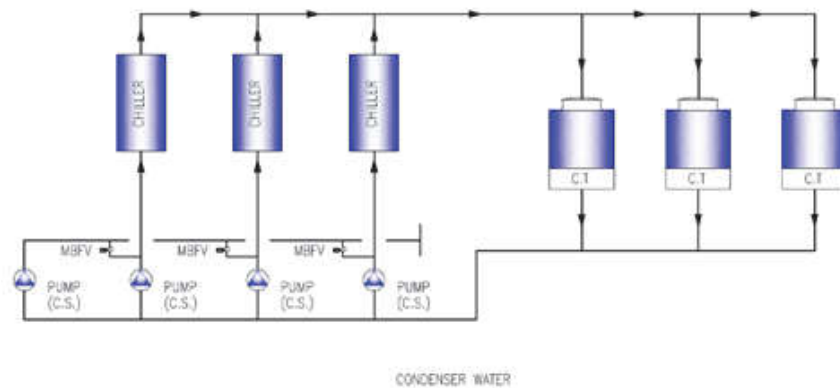 CHILLER
CHILLER
CHILLER
C.T
C.T
C.T
MBFV
MBFV
MBFV
PUMP
(C.S.)
PUMP
(C.S.)
PUMP
(C.S.)
PUMP
(C.S.)
CONDENSER WATER